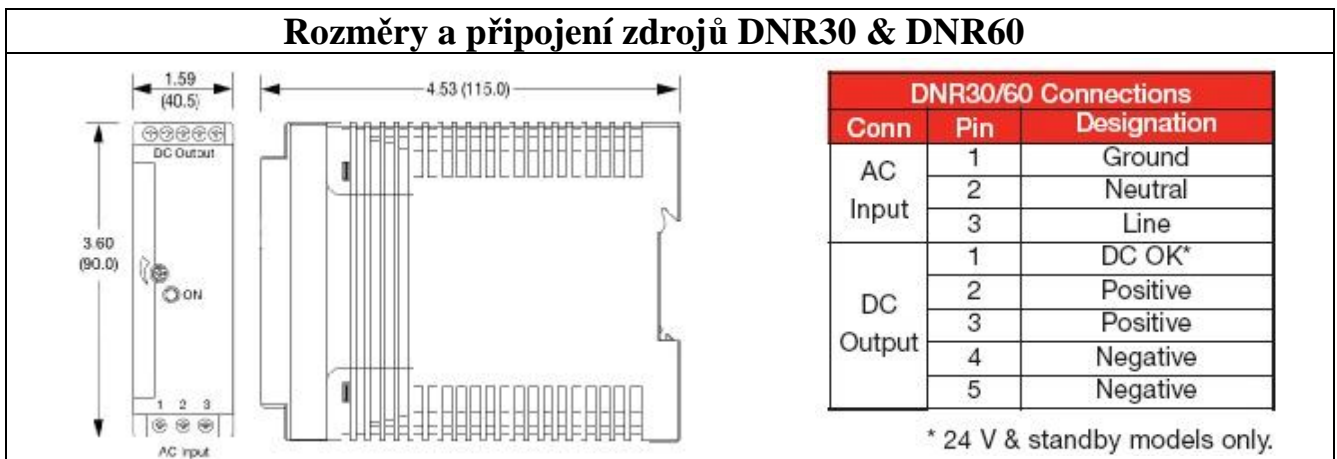 Rozměry a připojení zdrojů DNR30 & DNR60
1.59
(40.5)
4.53 (115.0)
DC Output
3.60
(90.0)
ON
1 2 3
AC Input
DNR30/60 Connections
Conn Pin Designation
AC Input
1 Ground
2 Neutral
3 Line
DC Output
1 DC OK*
2 Positive
3 Positive
4 Negative
5 Negative
* 24 V & standby models only.